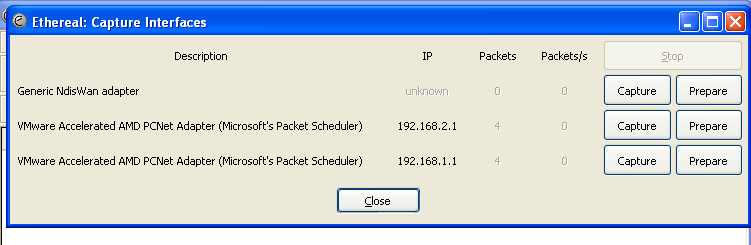 Ethereal: Capture Interfaces
Description IP Packets Packets/s Stop
Generic NdisWan adapter unknown 0 0 Capture Prepare
VMware Accelerated AMD PCNet Adapter (Microsoft's Packet Scheduler) 192.168.2.1 4 0 Capture Prepare
VMware Accelerated AMD PCNet Adapter (Microsoft's Packet Scheduler) 192.168.1.1 4 0 Capture Prepare
Close